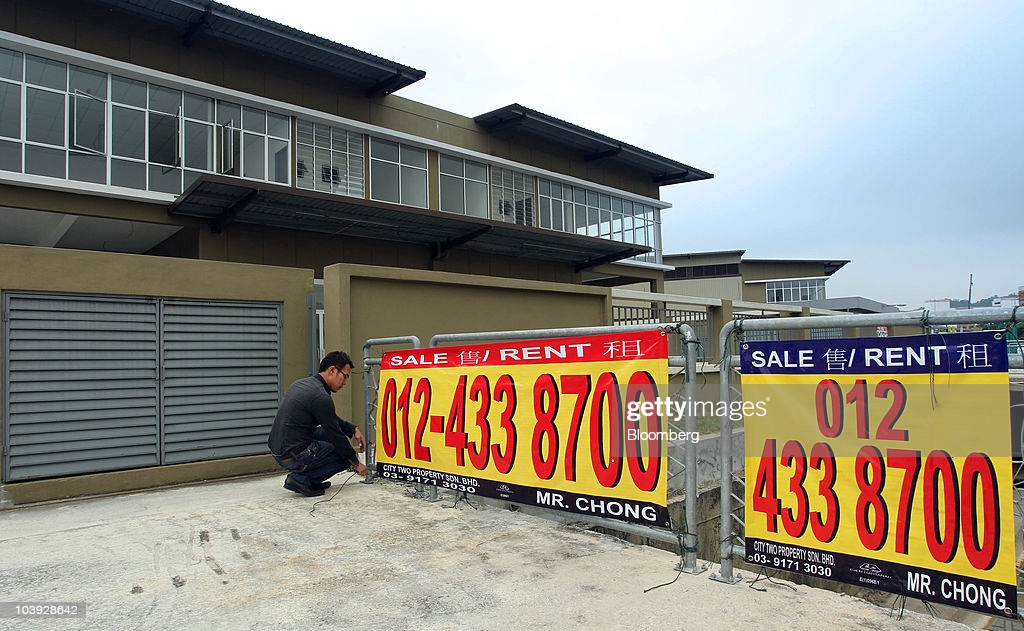 SALE 售/ RENT 租
012-433 8700
CITY TWO PROPERTY SDN. BHD.
03- 9171 3030
MR. CHONG
SALE 售/ RENT 租
012
433 8700
CITY TWO PROPERTY SDN. BHD.
03- 9171 3030
MR. CHONG
gettyimages
Bloomberg
103928642